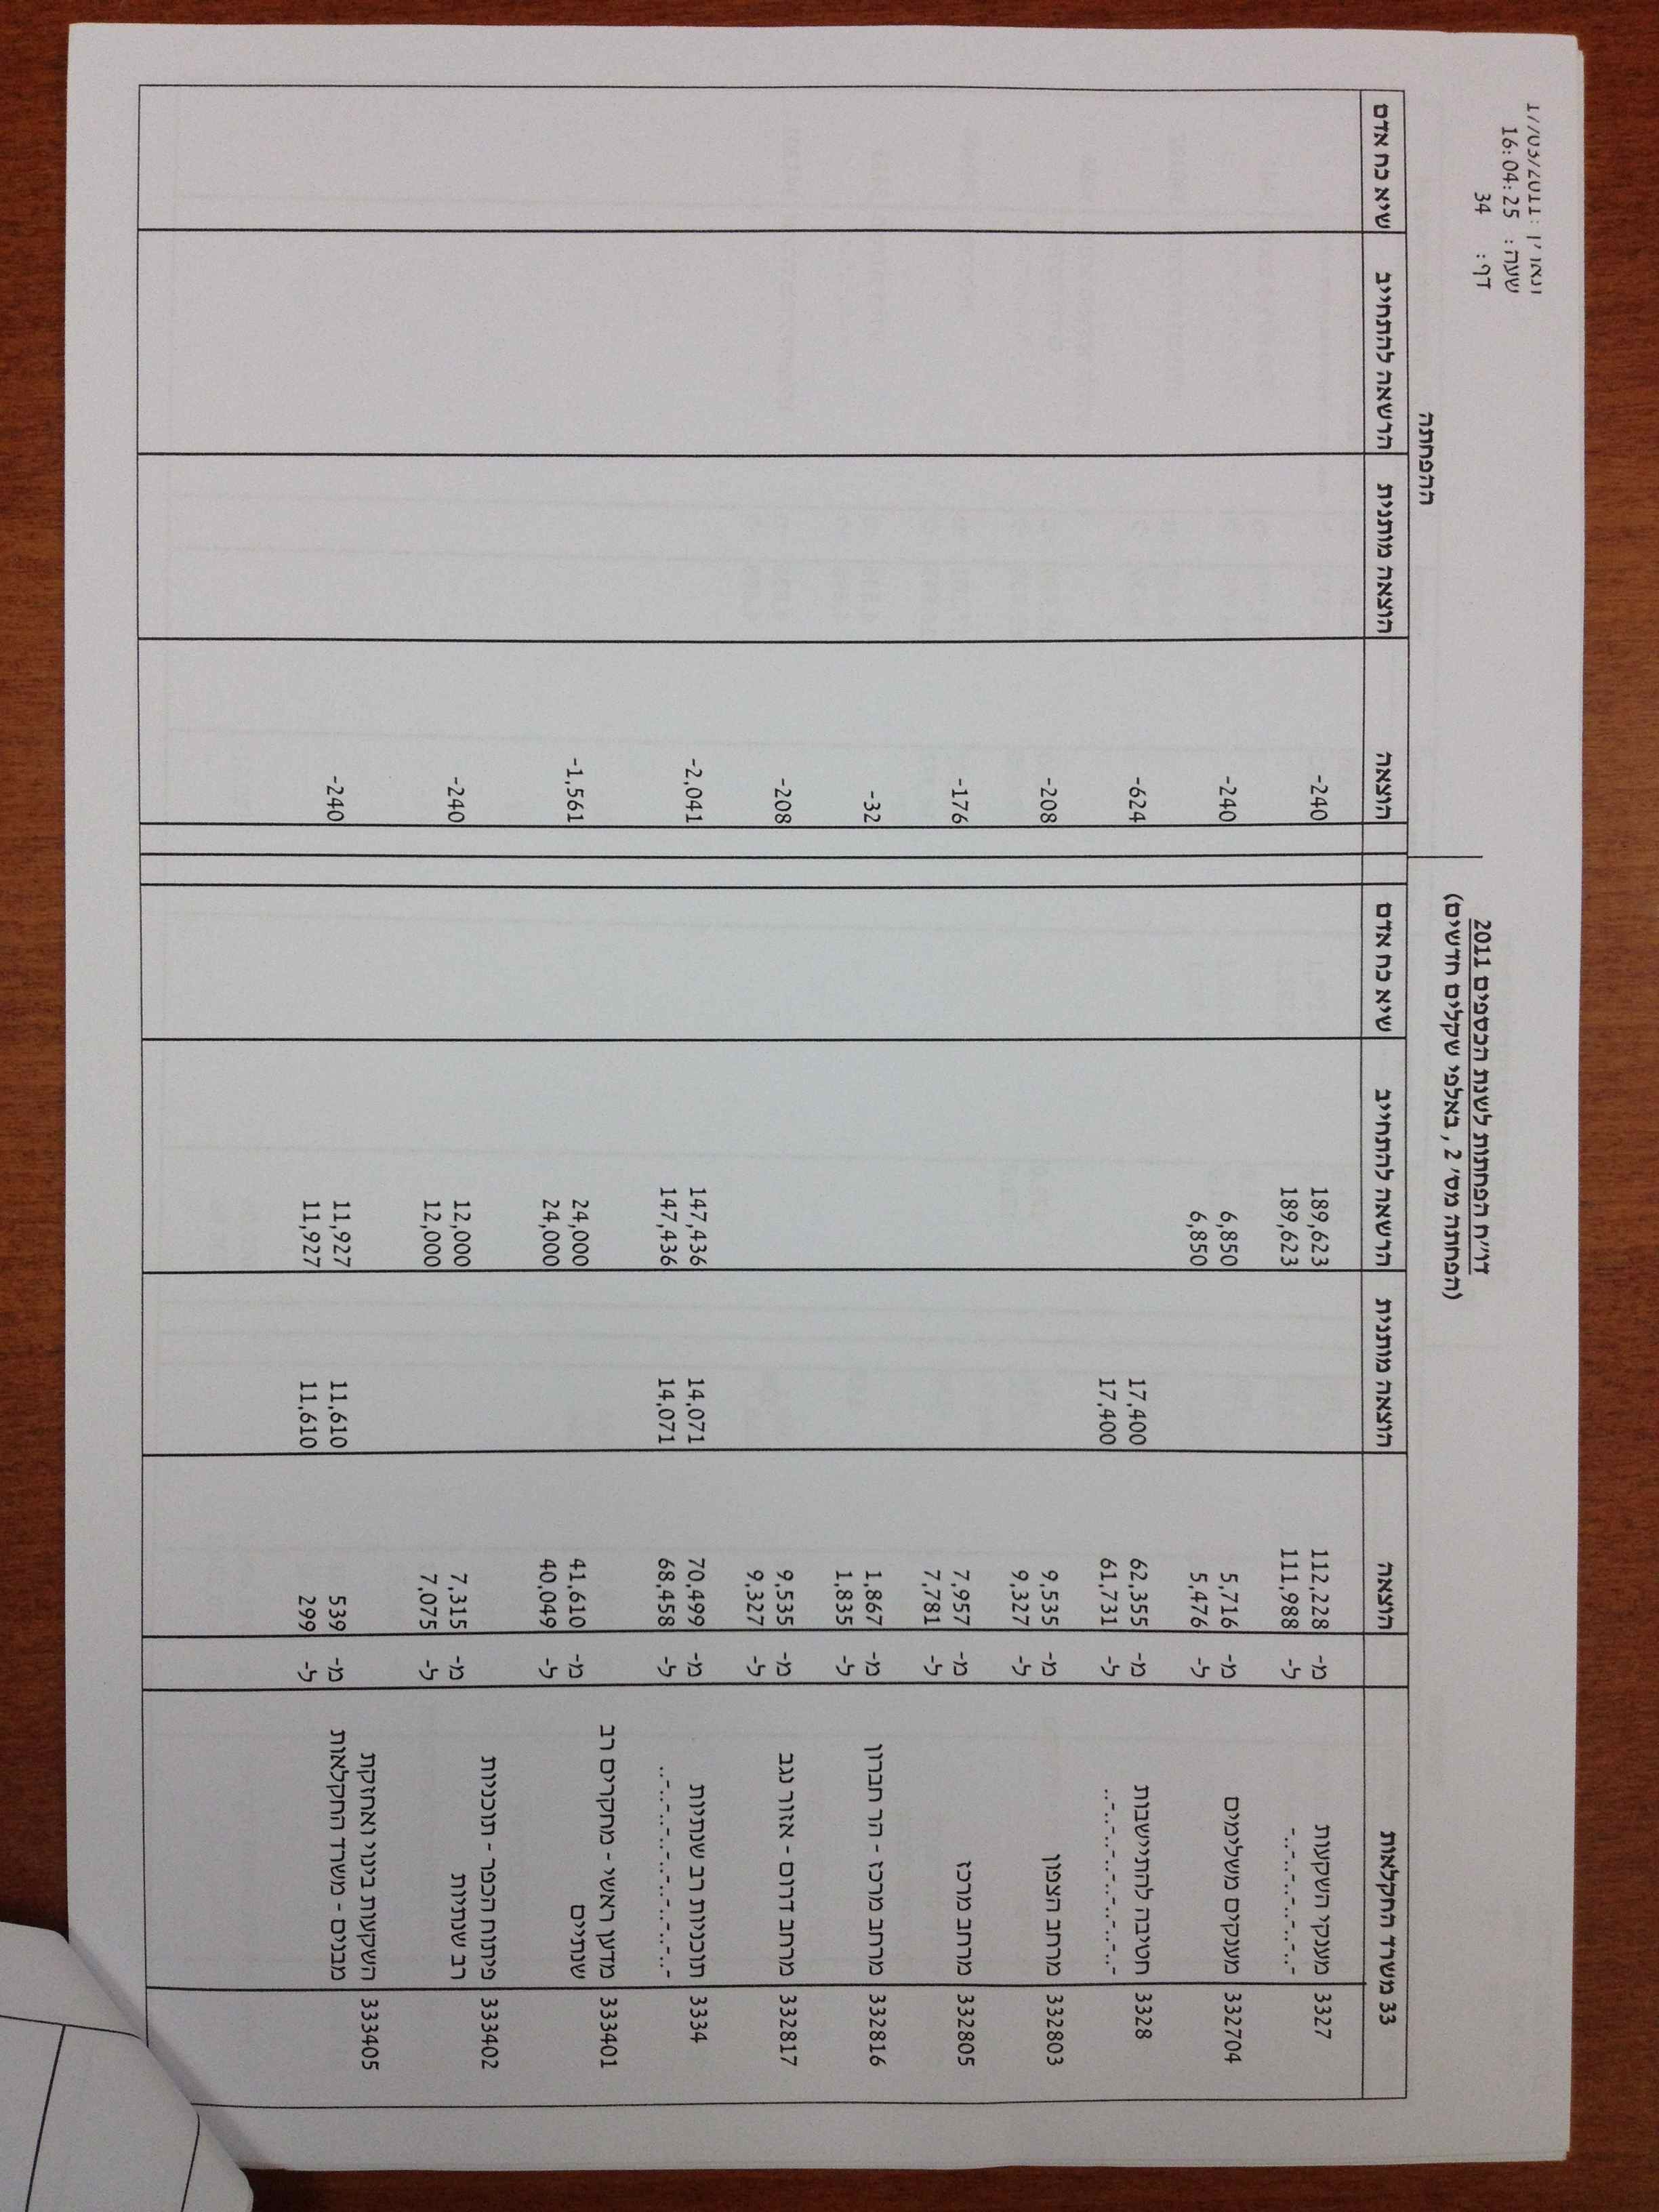 תאריך: 17/03/2011
שעה: 16:04:25
דף: 34
דו״ח הפחתות לשנת הכספים 2011
(הפחתה מס׳ 2, באלפי שקלים חדשים)
ההפחתה
33 משרד החקלאות הוצאה הוצאה מותנית הרשאה להתחייב שיא כח אדם הוצאה הוצאה מותנית הרשאה להתחייב שיא כח אדם
3327 מענקי השקעות מ- 112,228 189,623 -240
-..-..-..-..-..- ל- 111,988 189,623
332704 מענקים משלימים מ- 5,716 6,850 -240
ל- 5,476 6,850
3328 חטיבה להתיישבות מ- 62,355 17,400 -624
-..-..-..-..-..-..-.. ל- 61,731 17,400
332803 מרחב הצפון מ- 9,535 -208
ל- 9,327
332805 מרחב מרכז מ- 7,957 -176
ל- 7,781
332816 מרחב מרכז - הר חברון מ- 1,867 -32
ל- 1,835
332817 מרחב דרום - אזור נגב מ- 9,535 -208
ל- 9,327
3334 תוכניות רב שנתיות מ- 70,499 14,071 147,436 -2,041
-..-..-..-..-..-..-..-.. ל- 68,458 14,071 147,436
333401 מדען ראשי - מחקרים רב
שנתיים מ- 41,610 24,000 -1,561
ל- 40,049 24,000
333402 פיתוח הכפר - תוכניות
רב שנתיות מ- 7,315 12,000 -240
ל- 7,075 12,000
333405 השקעות בינוי ואחזקת
מבנים - משרד החקלאות מ- 539 11,610 11,927 -240
ל- 299 11,610 11,927